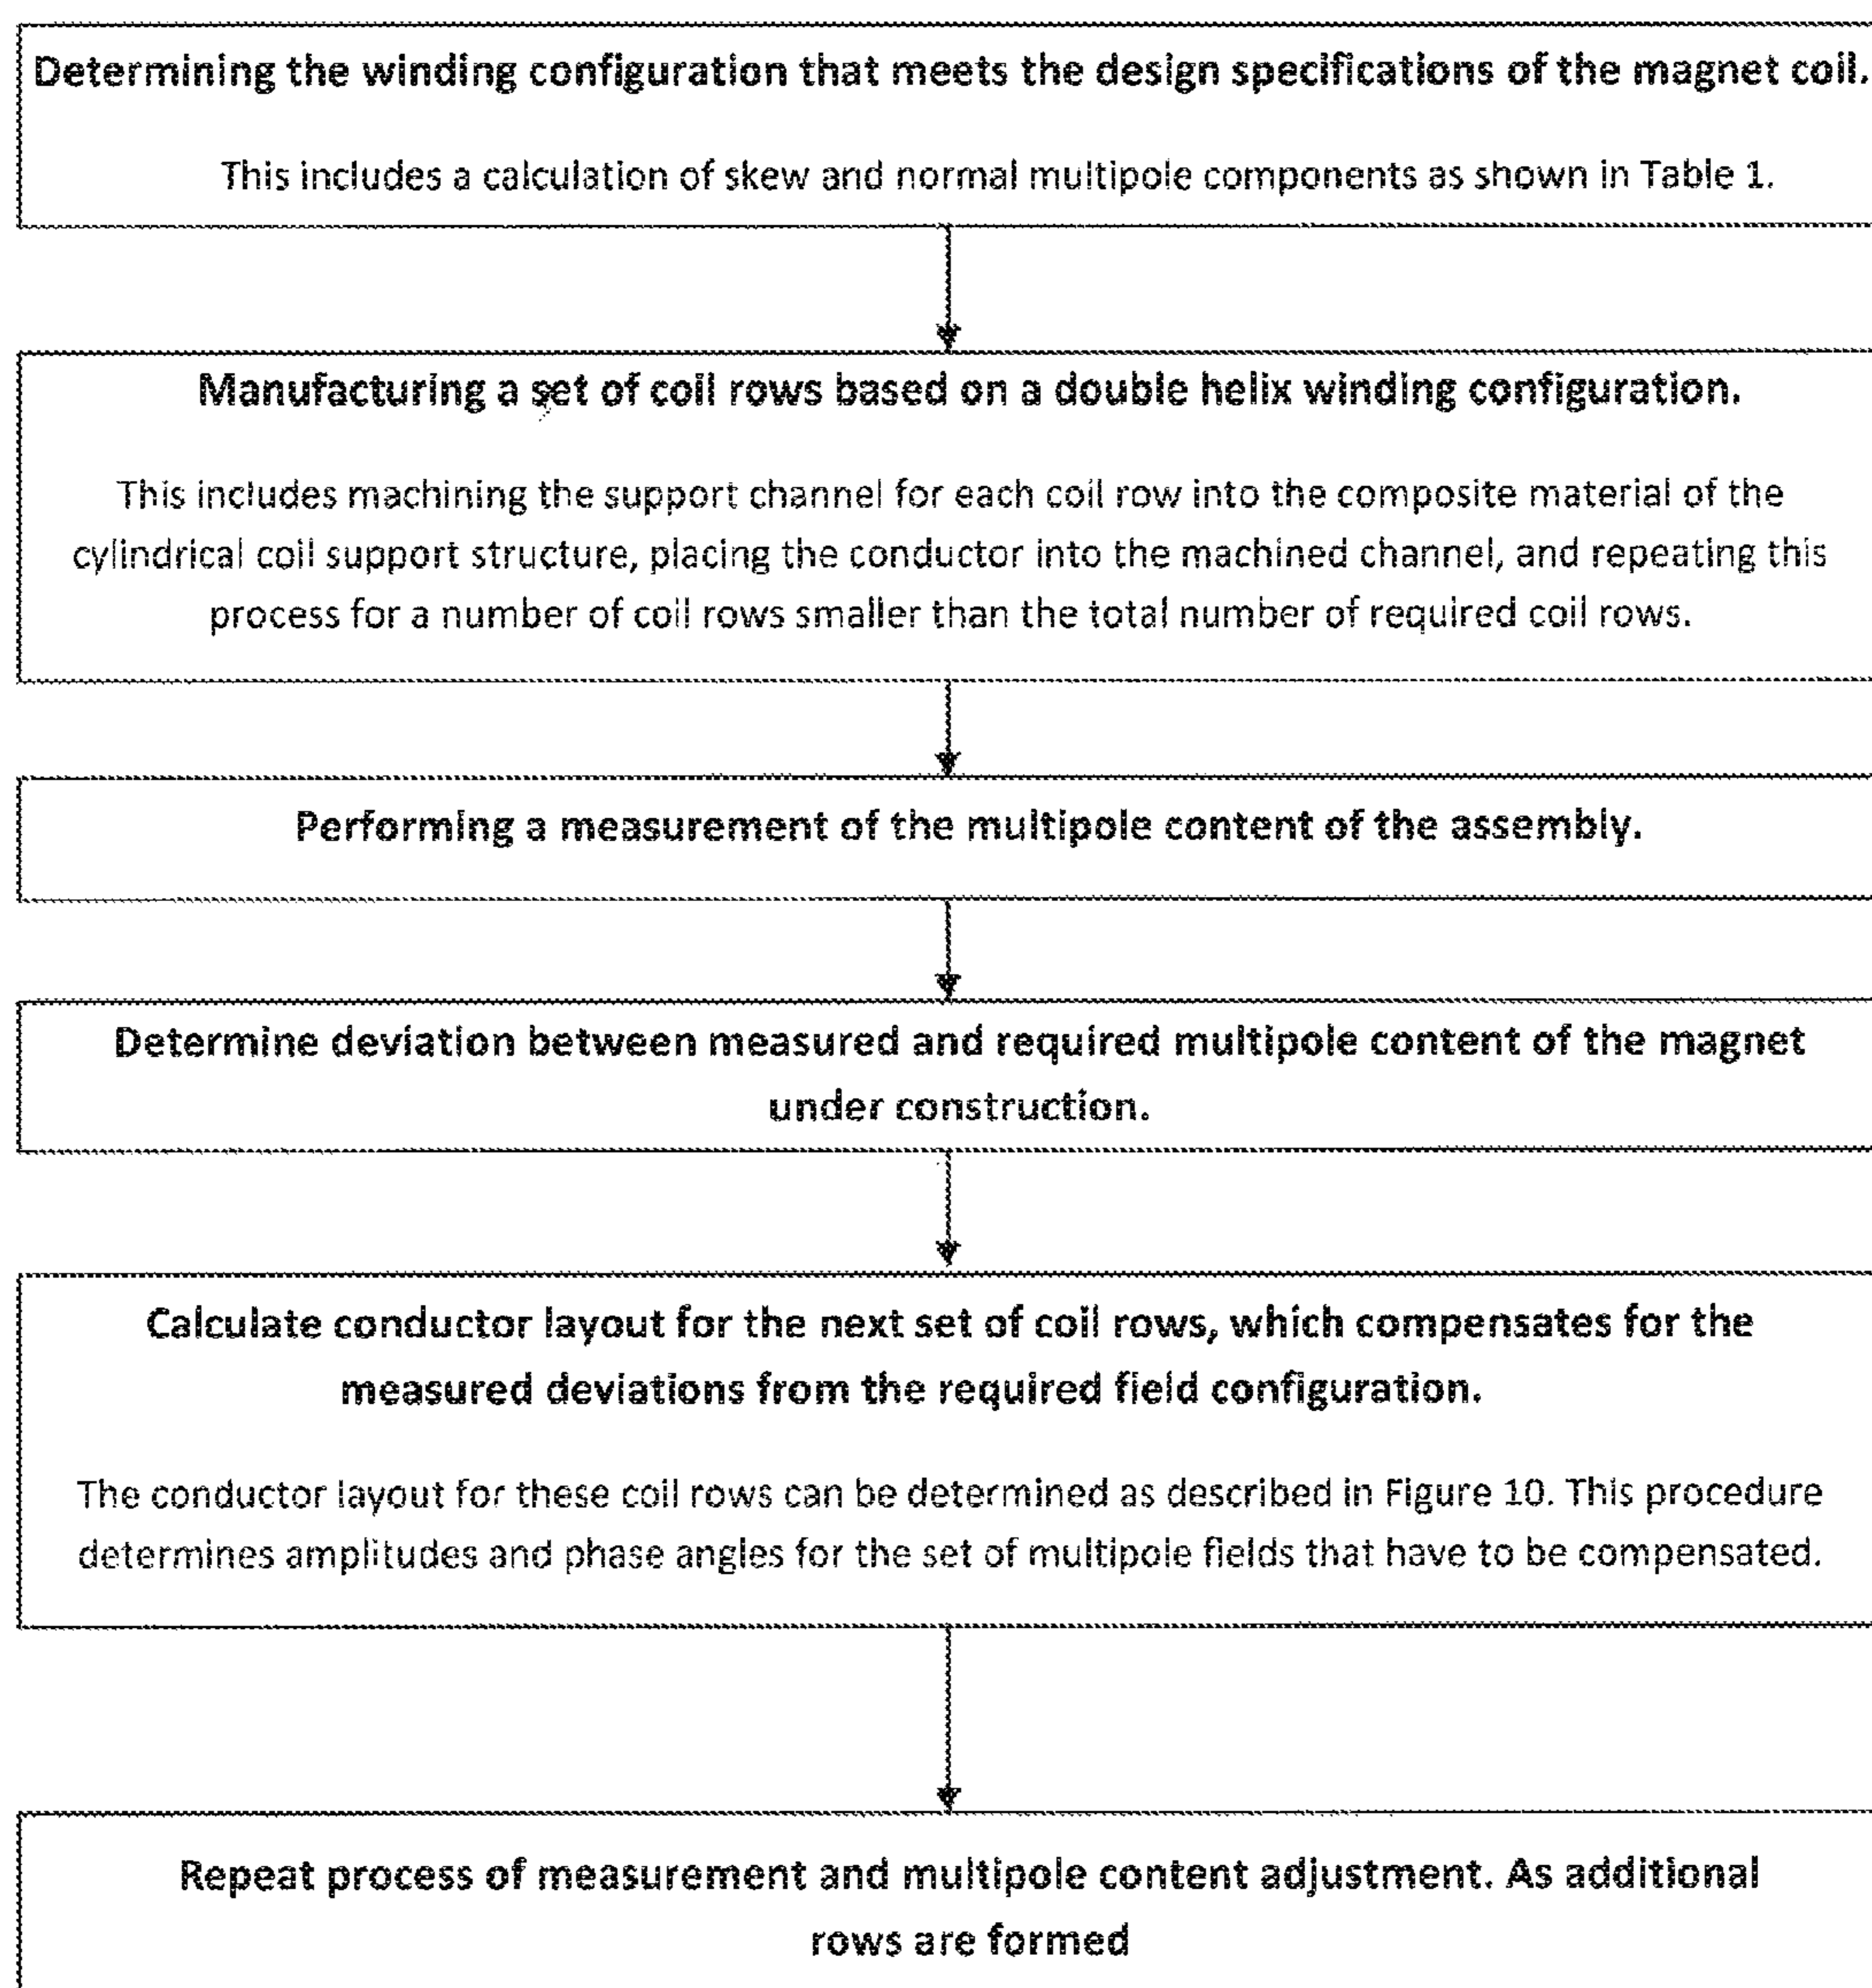 Determining the winding configuration that meets the design specifications of the magnet coil.
This includes a calculation of skew and normal multipole components as shown in Table 1.
Manufacturing a set of coil rows based on a double helix winding configuration.
This includes machining the support channel for each coil row into the composite material of the
cylindrical coil support structure, placing the conductor into the machined channel, and repeating this
process for a number of coil rows smaller than the total number of required coil rows.
Performing a measurement of the multipole content of the assembly.
Determine deviation between measured and required multipole content of the magnet
under construction.
Calculate conductor layout for the next set of coil rows, which compensates for the
measured deviations from the required field configuration.
The conductor layout for these coil rows can be determined as described in Figure 10. This procedure
determines amplitudes and phase angles for the set of multipole fields that have to be compensated.
Repeat process of measurement and multipole content adjustment. As additional
rows are formed